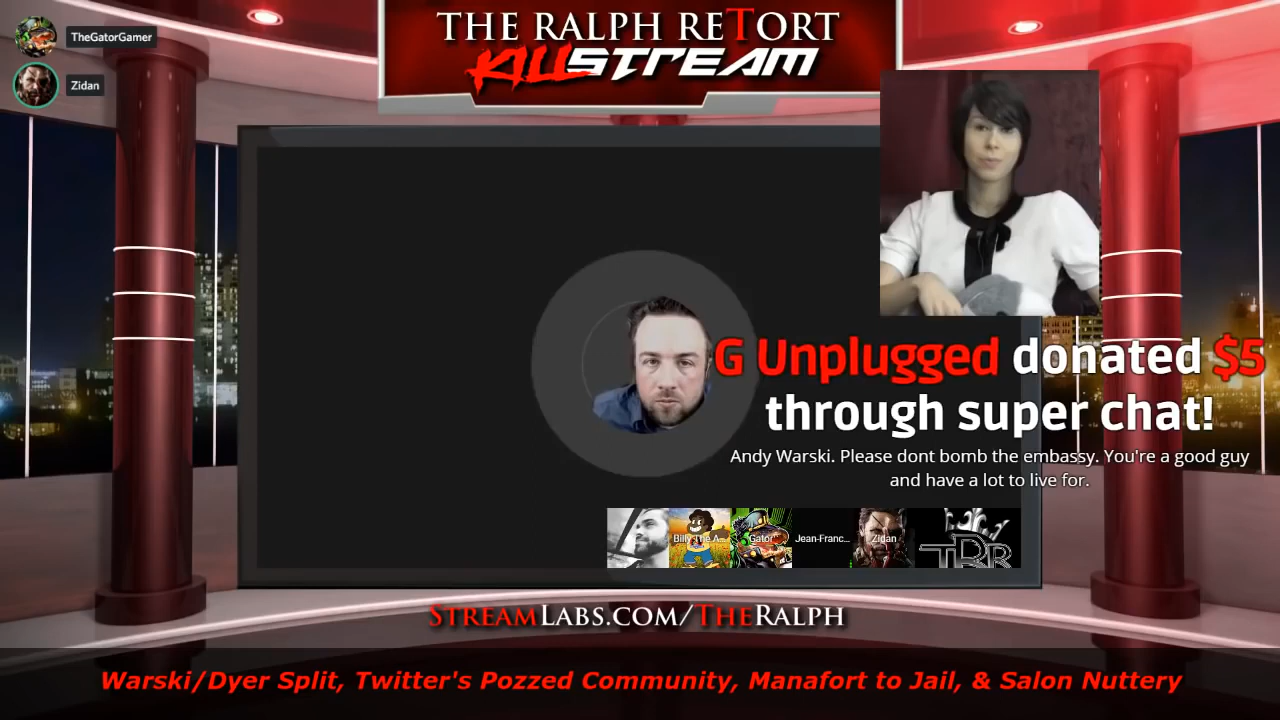 THE RALPH RETORT
KILLSTREAM
TheGatorGamer
Zidan
G Unplugged donated $5
through super chat!
Andy Warski. Please dont bomb the embassy. You're a good guy
and have a lot to live for.
Billy The A...
Gator
Jean-Franc...
Zidan
TRR
STREAMLABS.COM/THERALPH
Warski/Dyer Split, Twitter's Pozzed Community, Manafort to Jail, & Salon Nuttery